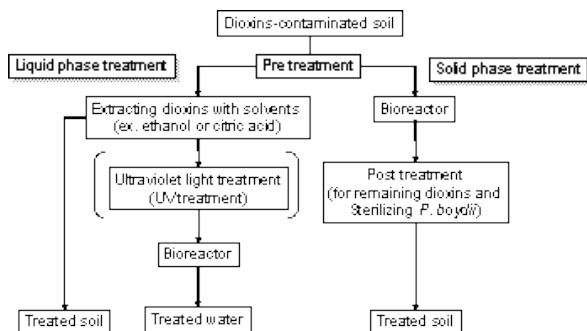 Dioxins-contaminated soil
Liquid phase treatment
Pre treatment
Solid phase treatment
Extracting dioxins with solvents
(ex. ethanol or citric acid)
Bioreactor
Ultraviolet light treatment
(UV treatment)
Post treatment
(for remaining dioxins and
Sterilizing P. boydii)
Bioreactor
Treated soil
Treated water
Treated soil